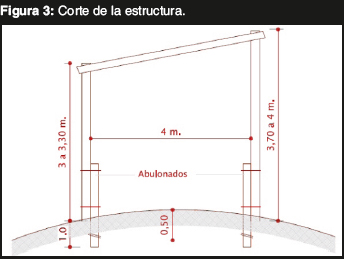 Figura 3: Corte de la estructura.
3 a 3,30 m.
4 m.
3,70 a 4 m.
Abulonados
1,0
0,50